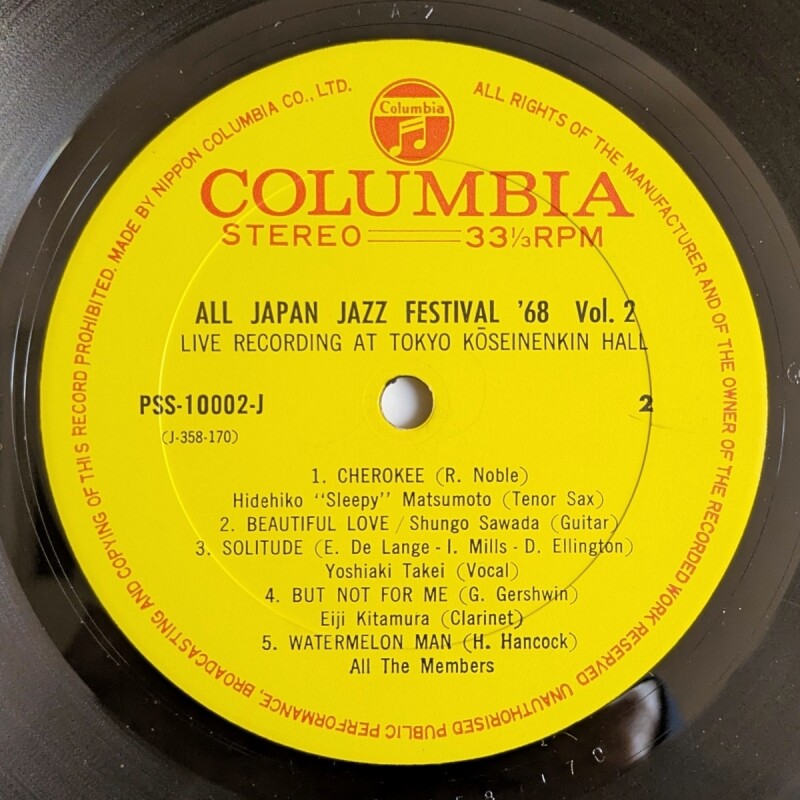 Columbia
COLUMBIA
STEREO 33⅓RPM
ALL JAPAN JAZZ FESTIVAL '68 Vol. 2
LIVE RECORDING AT TOKYO KŌSEINENKIN HALL
PSS-10002-J 2
(J-358-170)
1. CHEROKEE (R. Noble)
Hidehiko "Sleepy" Matsumoto (Tenor Sax)
2. BEAUTIFUL LOVE / Shungo Sawada (Guitar)
3. SOLITUDE (E. De Lange - I. Mills - D. Ellington)
Yoshiaki Takei (Vocal)
4. BUT NOT FOR ME (G. Gershwin)
Eiji Kitamura (Clarinet)
5. WATERMELON MAN (H. Hancock)
All The Members
ALL RIGHTS OF THE MANUFACTURER AND OF THE OWNER OF THE RECORDED WORK RESERVED. UNAUTHORISED PUBLIC PERFORMANCE, BROADCASTING AND COPYING OF THIS RECORD PROHIBITED. MADE BY NIPPON COLUMBIA CO., LTD.